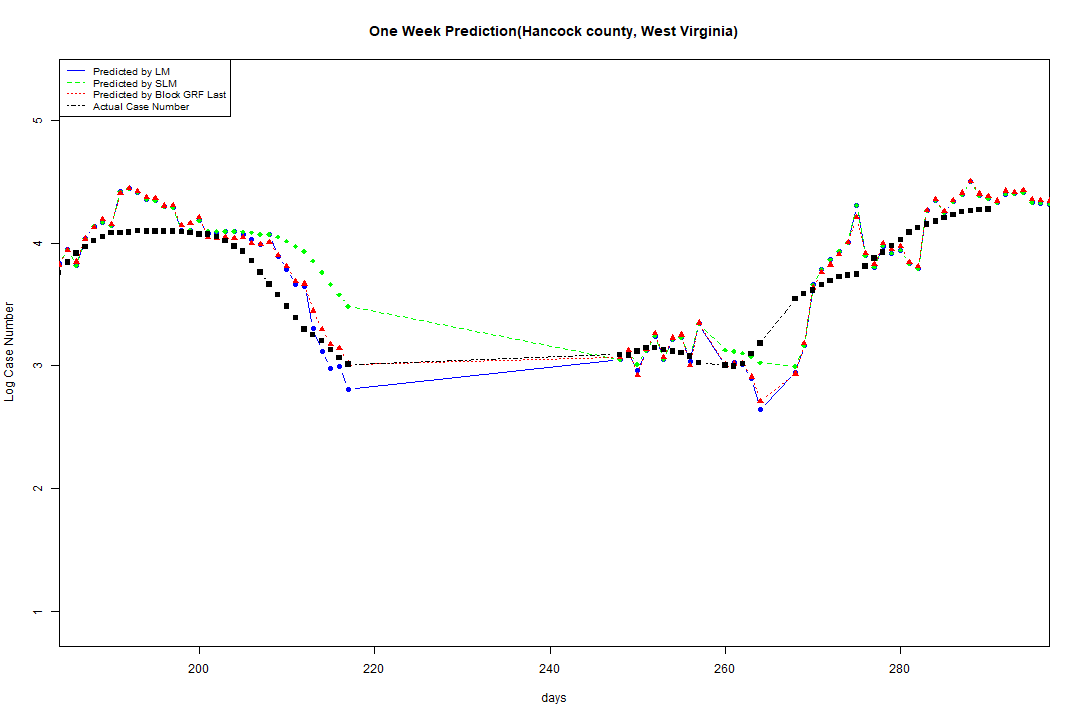 One Week Prediction(Hancock county, West Virginia)
Predicted by LM
Predicted by SLM
Predicted by Block GRF Last
Actual Case Number
5
4
3
2
1
Log Case Number
200 220 240 260 280
days